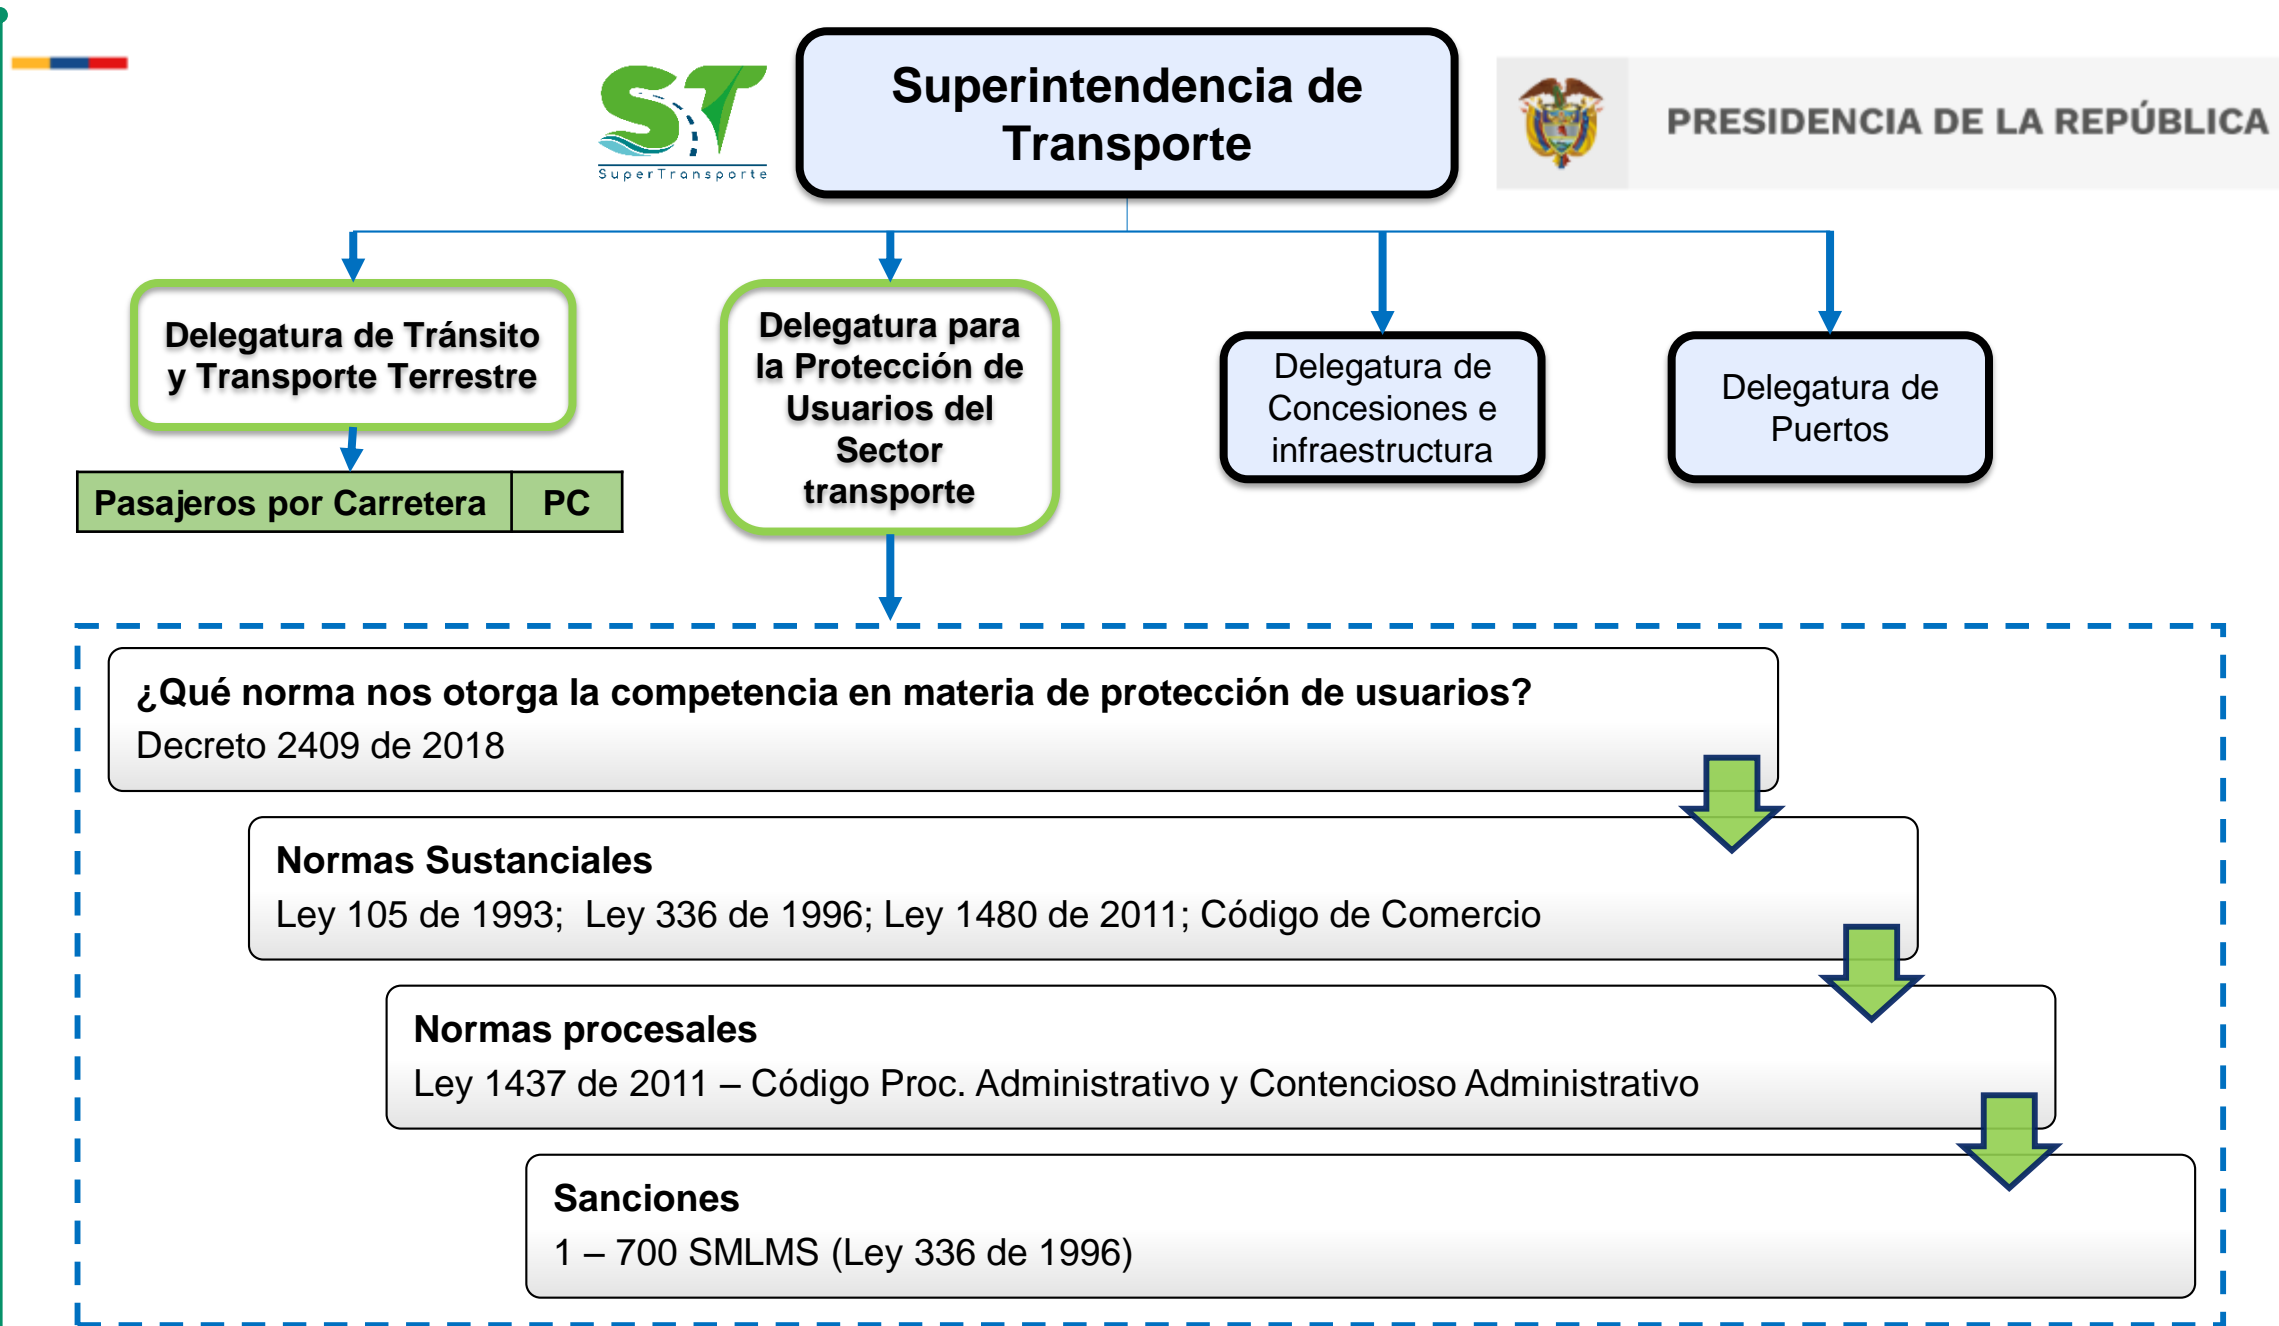 SuperTransporte
Superintendencia de
Transporte
PRESIDENCIA DE LA REPÚBLICA
Delegatura de Tránsito
y Transporte Terrestre
Pasajeros por Carretera PC
Delegatura para
la Protección de
Usuarios del
Sector
transporte
Delegatura de
Concesiones e
infraestructura
Delegatura de
Puertos
¿Qué norma nos otorga la competencia en materia de protección de usuarios?
Decreto 2409 de 2018
Normas Sustanciales
Ley 105 de 1993;  Ley 336 de 1996; Ley 1480 de 2011; Código de Comercio
Normas procesales
Ley 1437 de 2011 – Código Proc. Administrativo y Contencioso Administrativo
Sanciones
1 – 700 SMLMS (Ley 336 de 1996)